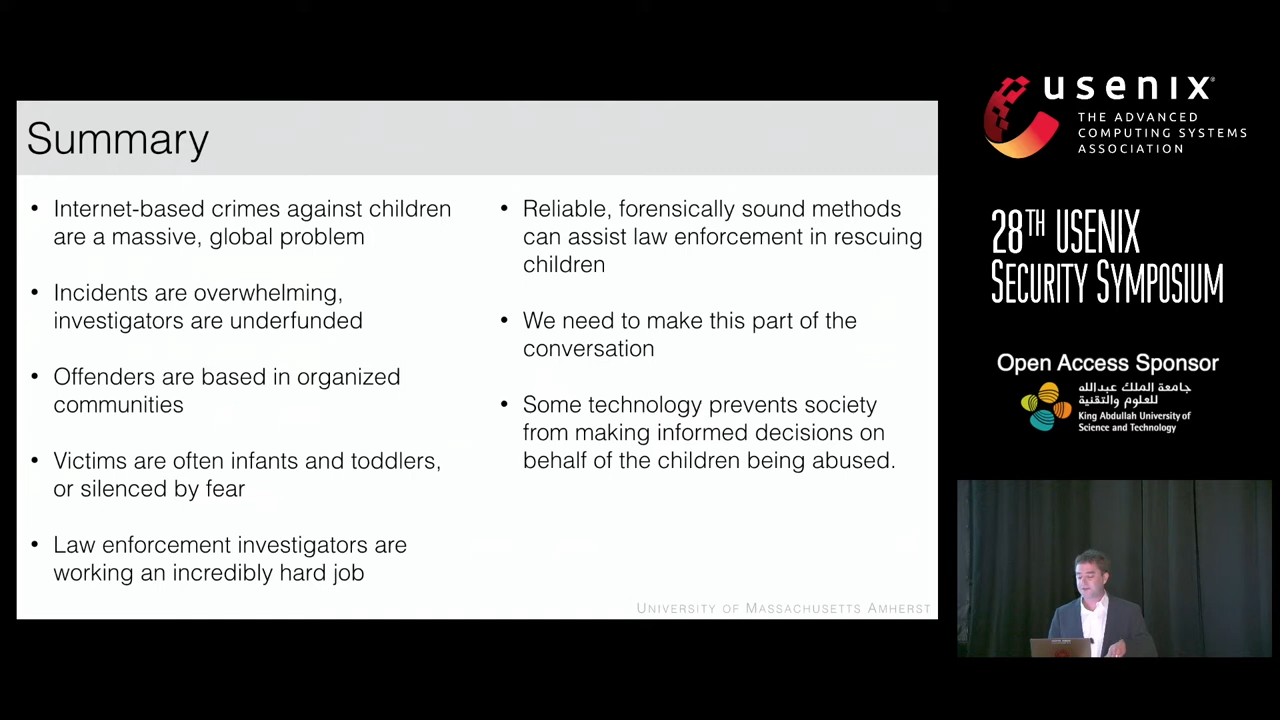 Summary
• Internet-based crimes against children
are a massive, global problem
• Incidents are overwhelming,
investigators are underfunded
• Offenders are based in organized
communities
• Victims are often infants and toddlers,
or silenced by fear
• Law enforcement investigators are
working an incredibly hard job
• Reliable, forensically sound methods
can assist law enforcement in rescuing
children
• We need to make this part of the
conversation
• Some technology prevents society
from making informed decisions on
behalf of the children being abused.
UNIVERSITY OF MASSACHUSETTS AMHERST
usenix®
THE ADVANCED
COMPUTING SYSTEMS
ASSOCIATION
28TH USENIX
SECURITY SYMPOSIUM
Open Access Sponsor
جامعة الملك عبدالله
للعلوم والتقنية
King Abdullah University of
Science and Technology